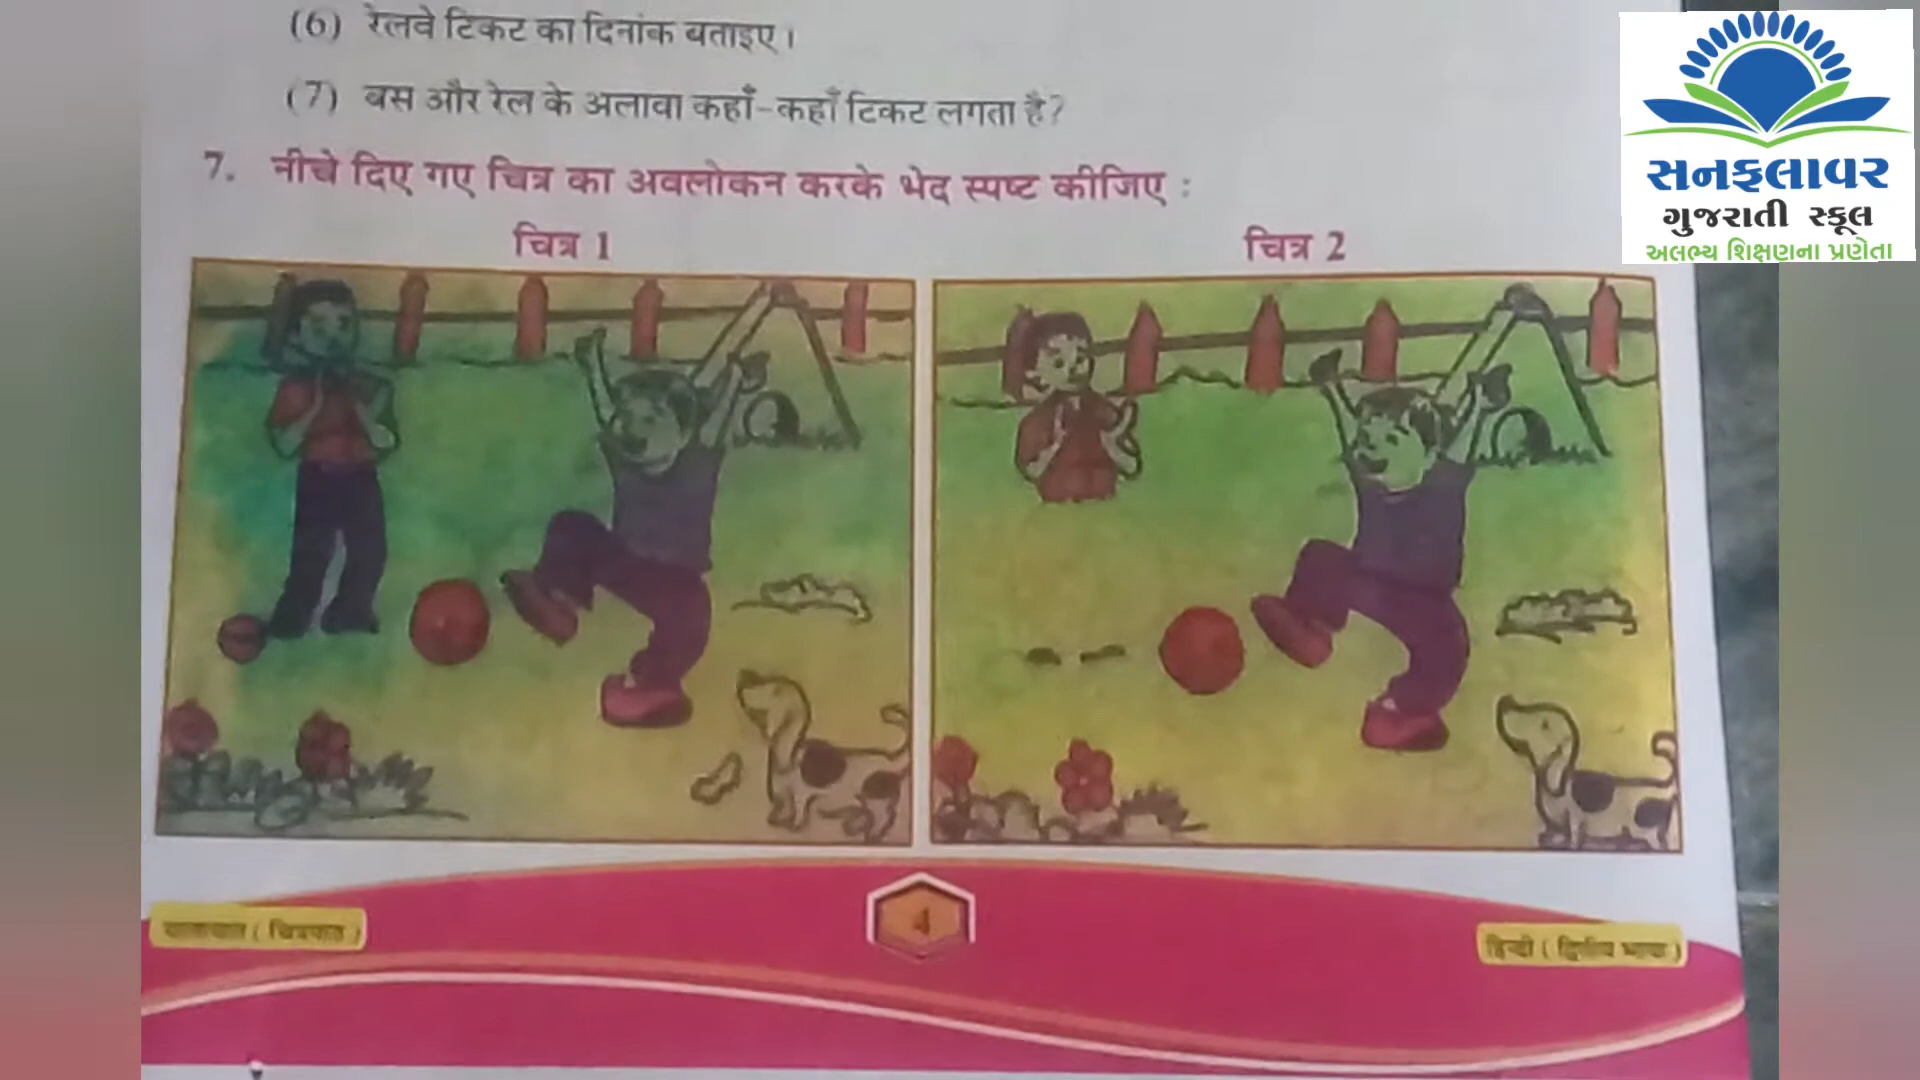 (6) रेलवे टिकट का दिनांक बताइए।
(7) बस और रेल के अलावा कहाँ-कहाँ टिकट लगता है?
7. नीचे दिए गए चित्र का अवलोकन करके भेद स्पष्ट कीजिए :
चित्र 1
चित्र 2
4
हिन्दी ( द्वितीय भाषा )
સનફલાવર
ગુજરાતી સ્કૂલ
અલભ્ય શિક્ષણના પ્રણેતા